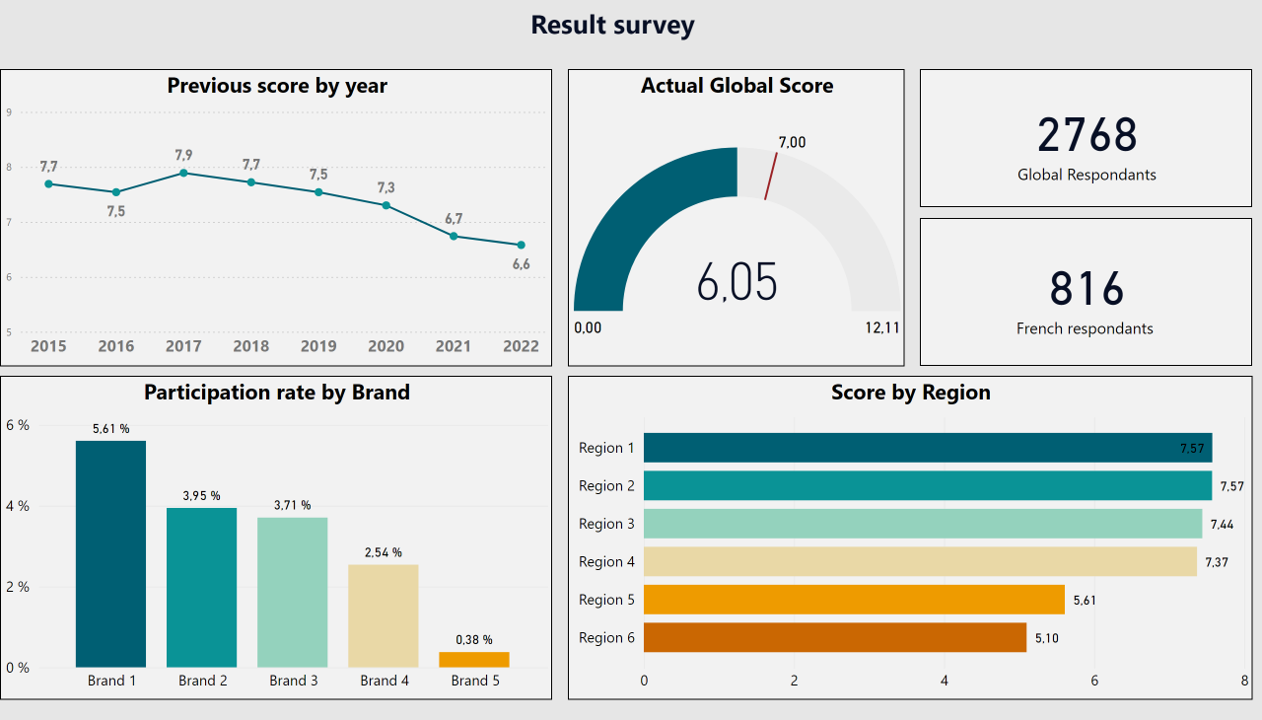 Result survey
Previous score by year
9
8
7
6
5
7,7
7,5
7,9
7,7
7,5
7,3
6,7
6,6
2015 2016 2017 2018 2019 2020 2021 2022
Actual Global Score
7,00
6,05
0,00 12,11
2768
Global Respondants
816
French respondants
Participation rate by Brand
6 %
4 %
2 %
0 %
5,61 %
3,95 %
3,71 %
2,54 %
0,38 %
Brand 1 Brand 2 Brand 3 Brand 4 Brand 5
Score by Region
Region 1 7,57
Region 2 7,57
Region 3 7,44
Region 4 7,37
Region 5 5,61
Region 6 5,10
0 2 4 6 8